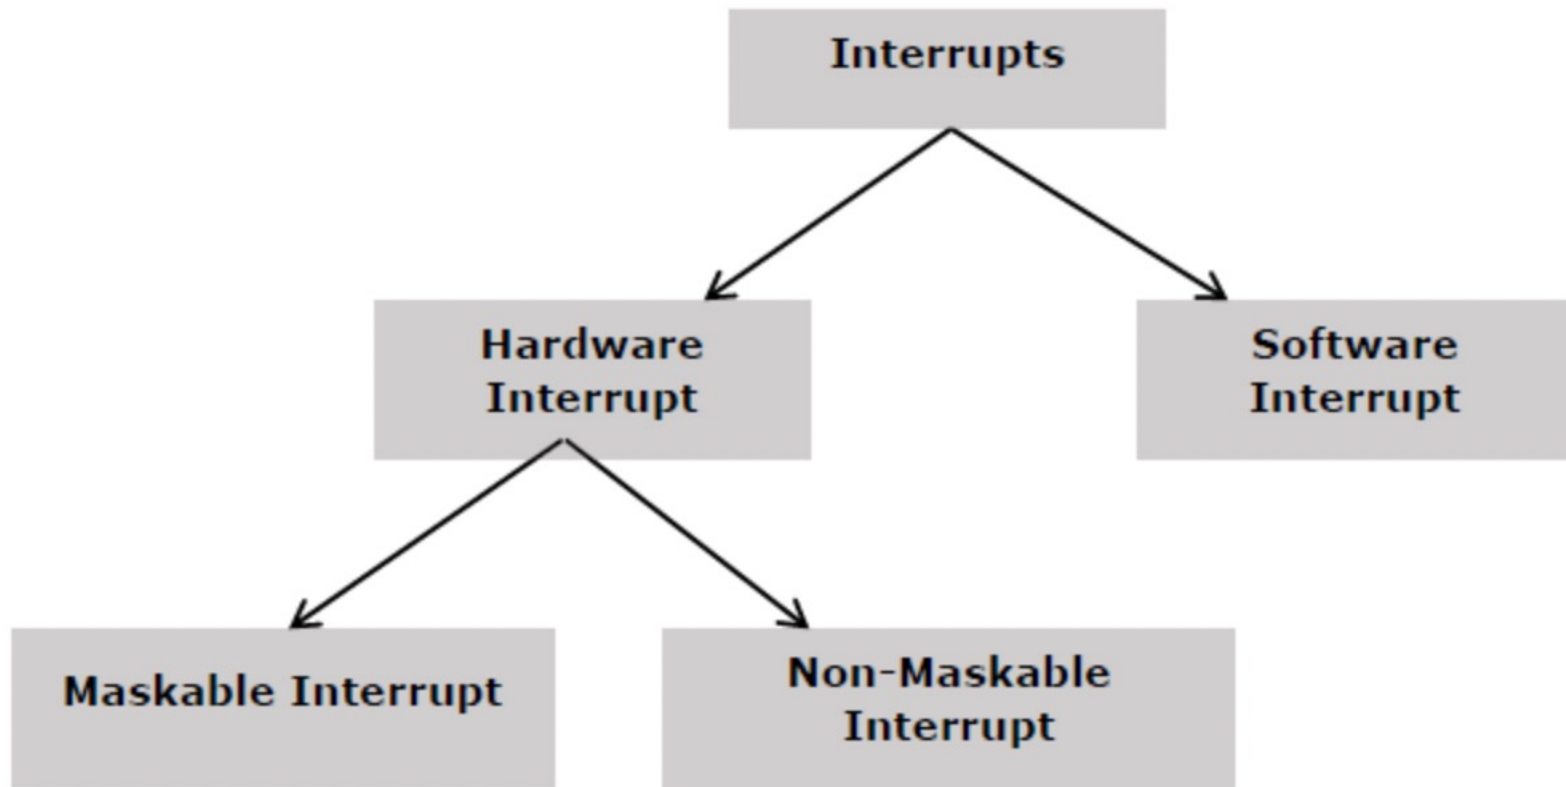 Interrupts
Hardware
Interrupt
Software
Interrupt
Maskable Interrupt
Non-Maskable
Interrupt